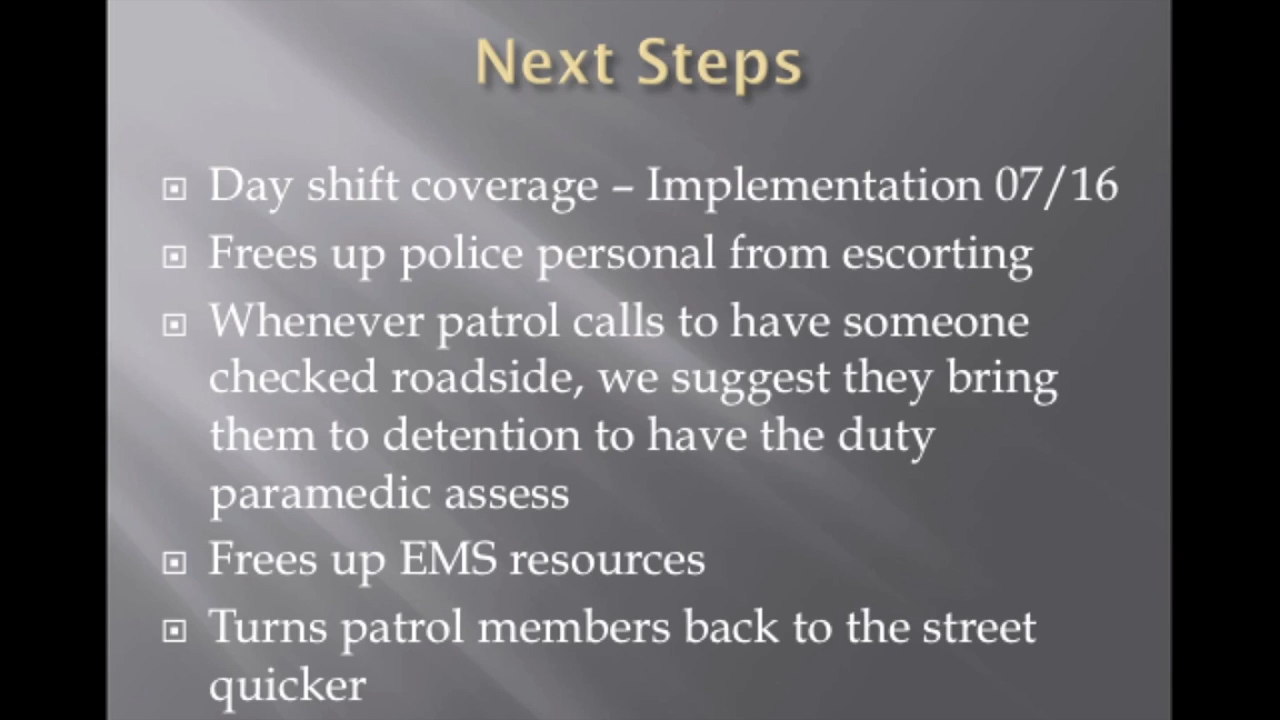 Next Steps
Day shift coverage – Implementation 07/16
Frees up police personal from escorting
Whenever patrol calls to have someone
checked roadside, we suggest they bring
them to detention to have the duty
paramedic assess
Frees up EMS resources
Turns patrol members back to the street
quicker